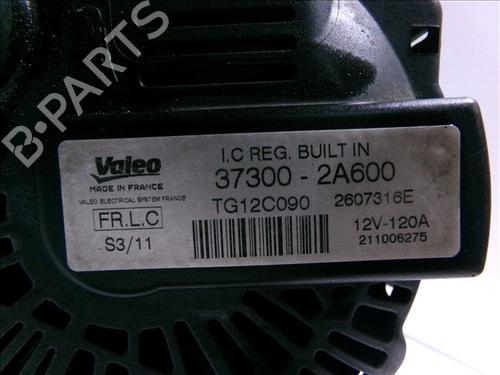 B-PARTS
Valeo
MADE IN FRANCE
VALEO ELECTRICAL SYSTEM FRANCE
FR.L.C
S3/11
I.C REG. BUILT IN
37300 - 2A600
TG12C090 2607316E
12V-120A
211006275